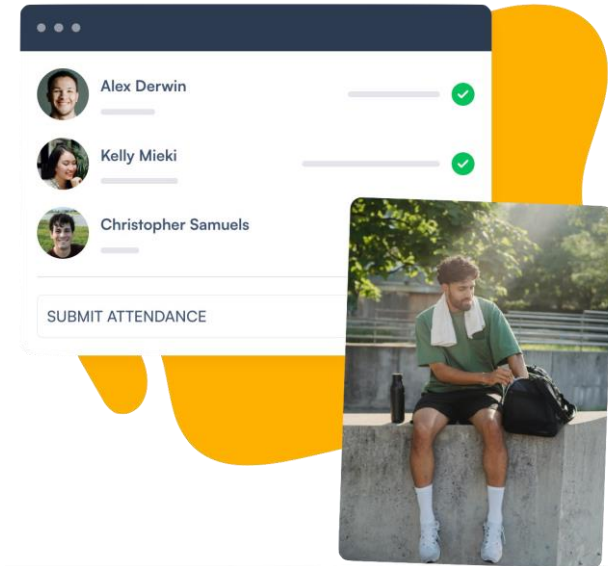 Alex Derwin
Kelly Mieki
Christopher Samuels
SUBMIT ATTENDANCE